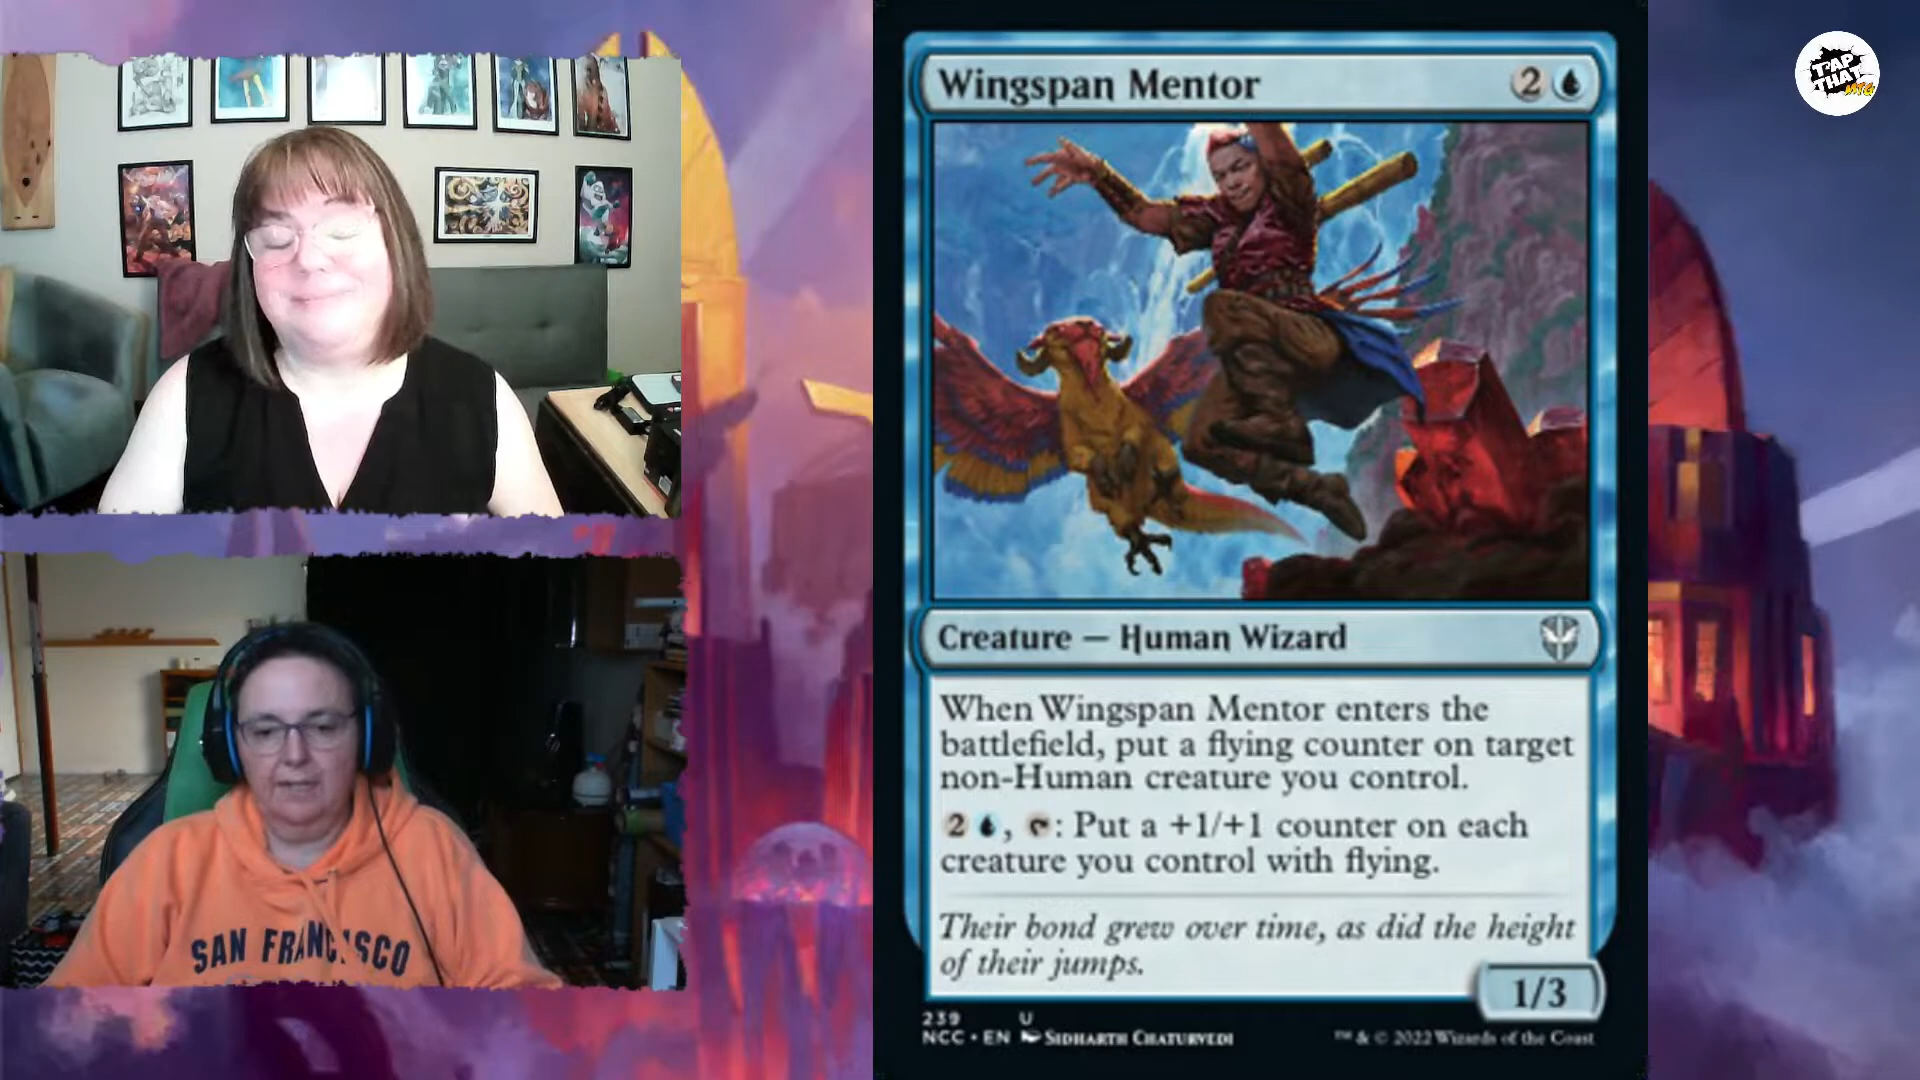 TAP
THAT
MTG
Wingspan Mentor
2
Creature — Human Wizard
When Wingspan Mentor enters the
battlefield, put a flying counter on target
non-Human creature you control.
2, : Put a +1/+1 counter on each
creature you control with flying.
Their bond grew over time, as did the height
of their jumps.
1/3
239 U
NCC • EN SIDHARTH CHATURVEDI
™ & © 2022 Wizards of the Coast
SAN FRANCISCO